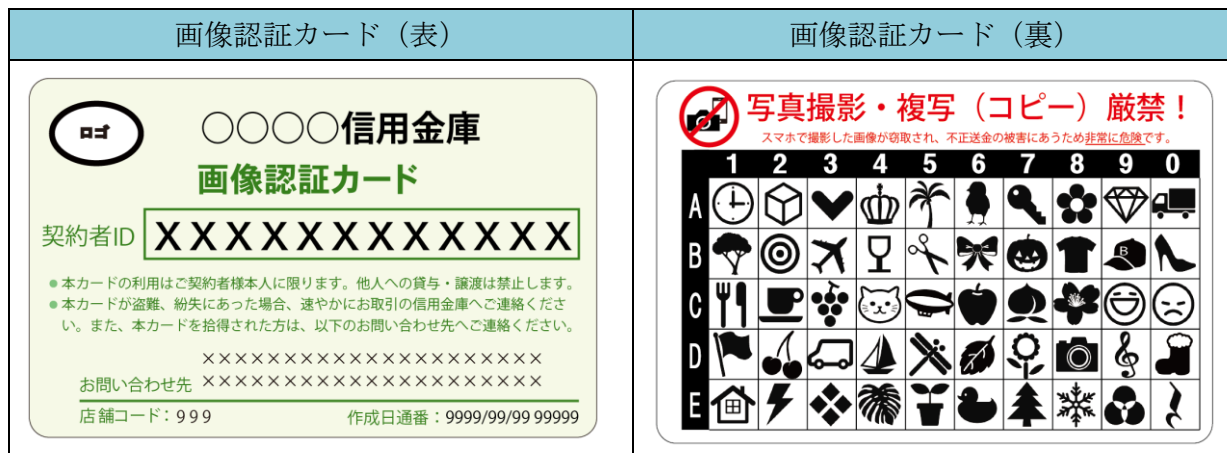 画像認証カード（表）
画像認証カード（裏）
ロゴ
○○○○信用金庫
画像認証カード
契約者ID XXXXXXXXXXXXX
●本カードの利用はご契約者様本人に限ります。他人への貸与・譲渡は禁止します。
●本カードが盗難、紛失にあった場合、速やかにお取引の信用金庫へご連絡くださ
い。また、本カードを拾得された方は、以下のお問い合わせ先へご連絡ください。
×××××××××××××××××××××
お問い合わせ先 ×××××××××××××××××××××
店舗コード：999 作成日通番：9999/99/99 99999
写真撮影・複写（コピー）厳禁！
スマホで撮影した画像が窃取され、不正送金の被害にあうため非常に危険です。
1 2 3 4 5 6 7 8 9 0
A
B
B
C
D
E